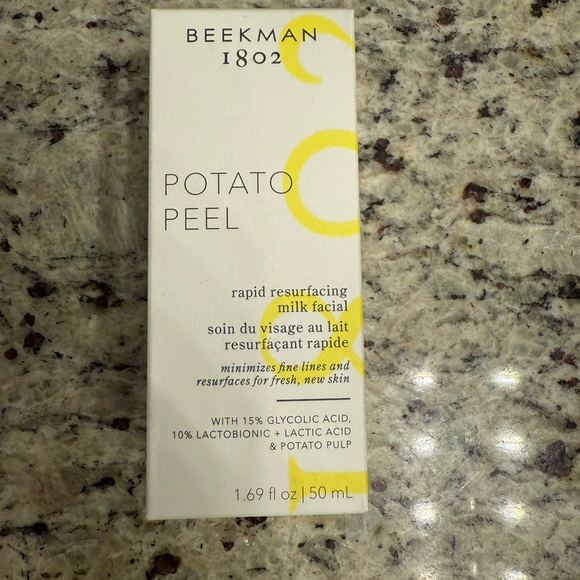 BEEKMAN
1802
POTATO
PEEL
rapid resurfacing
milk facial
soin du visage au lait
resurfaçant rapide
minimizes fine lines and
resurfaces for fresh, new skin
WITH 15% GLYCOLIC ACID,
10% LACTOBIONIC + LACTIC ACID
& POTATO PULP
1.69 fl oz | 50 mL
1802